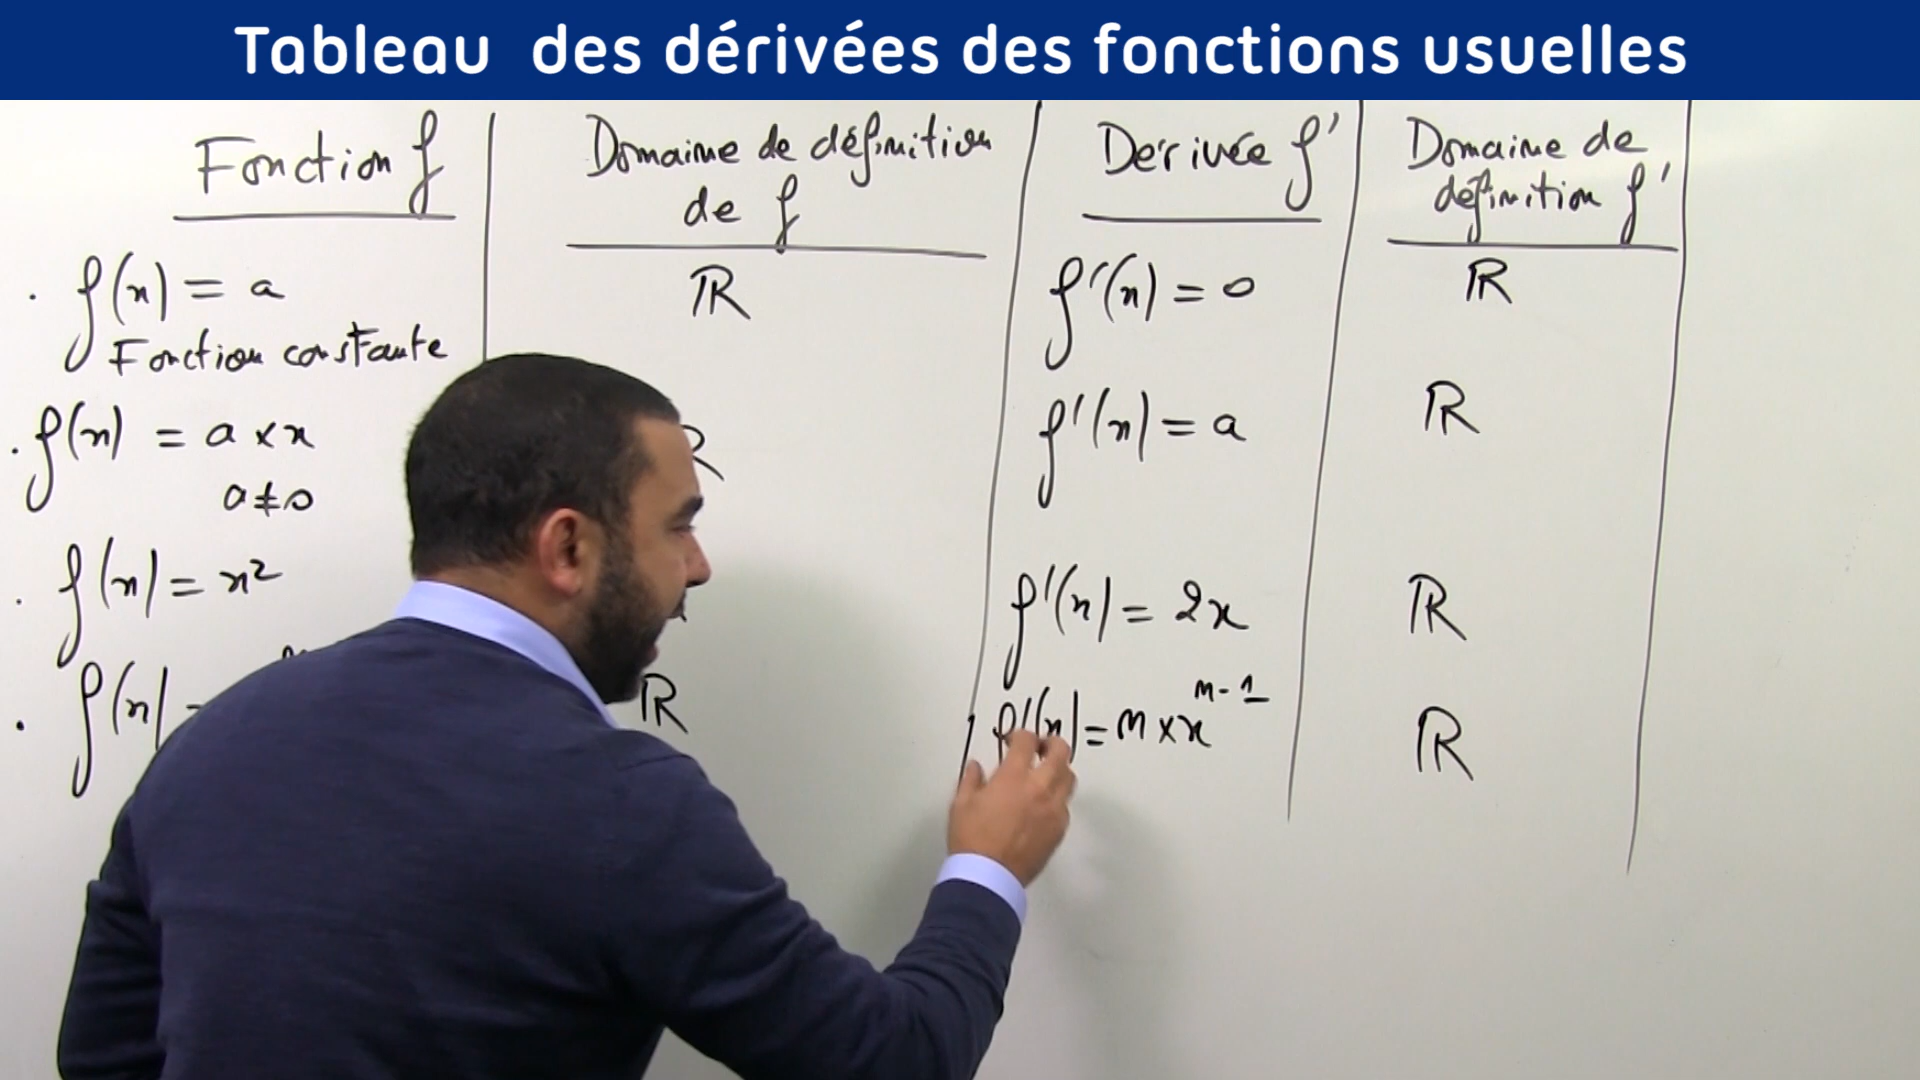 Tableau des dérivées des fonctions usuelles
Fonction f
Domaine de définition
de f
Dérivée f'
Domaine de
définition f'
. f(x) = a
Fonction constante
ℝ
f'(x) = 0
ℝ
. f(x) = a × x
a ≠ 0
ℝ
f'(x) = a
ℝ
. f(x) = x²
f'(x) = 2x
ℝ
. f(x)
ℝ
f'(x) = n × x^n-1
ℝ